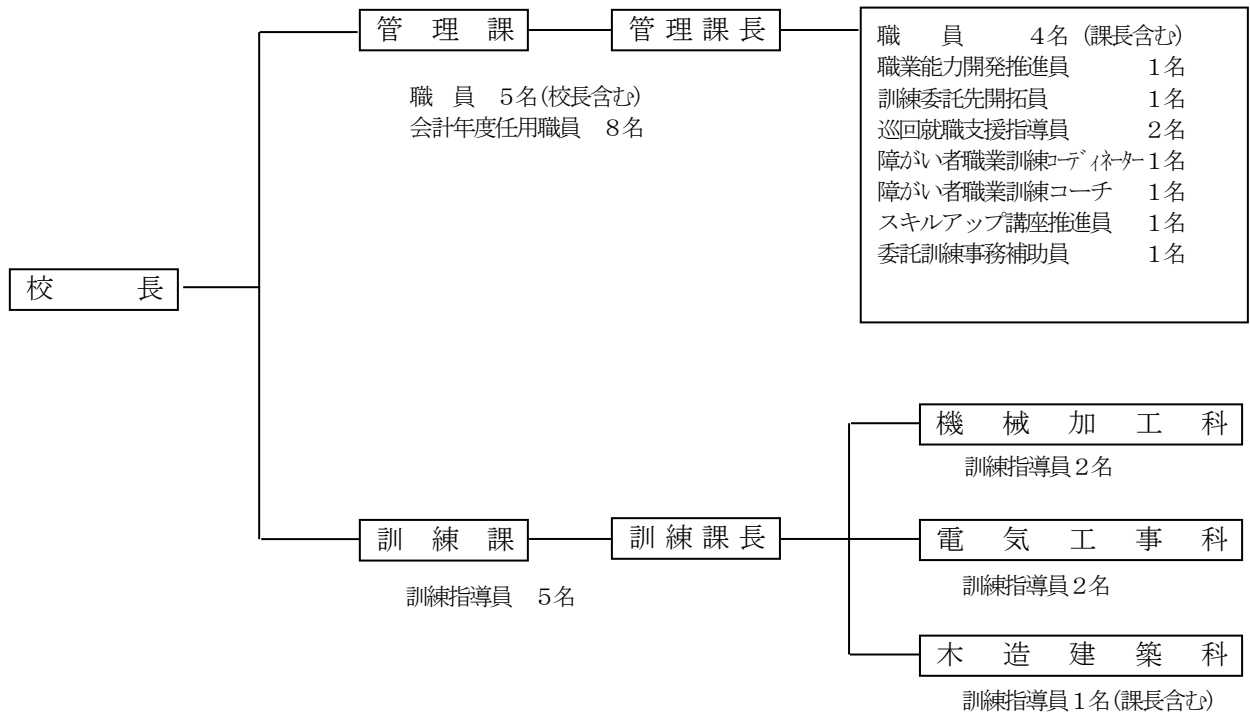 管理課
管理課長
職員 4名 (課長含む)
職業能力開発推進員 1名
訓練委託先開拓員 1名
巡回就職支援指導員 2名
障がい者職業訓練コーディネーター1名
障がい者職業訓練コーチ 1名
スキルアップ講座推進員 1名
委託訓練事務補助員 1名
職員 5名(校長含む)
会計年度任用職員 8名
校長
機械加工科
訓練指導員2名
訓練課
訓練課長
電気工事科
訓練指導員 5名
訓練指導員2名
木造建築科
訓練指導員1名(課長含む)